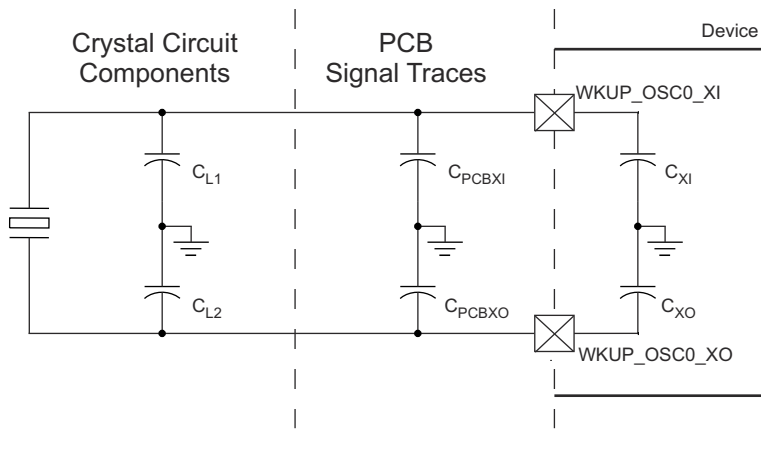 Crystal Circuit
Components
PCB
Signal Traces
Device
WKUP_OSC0_XI
CL1
CPCBXI
CXI
CL2
CPCBXO
CXO
WKUP_OSC0_XO